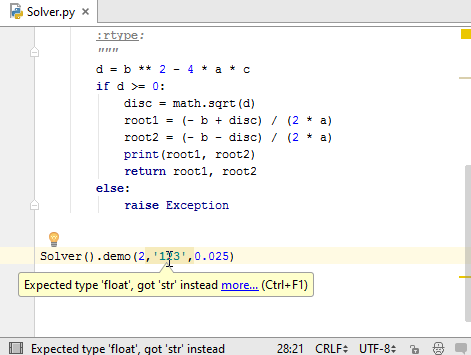 Solver.py ×
:rtype:
"""
d = b ** 2 - 4 * a * c
if d >= 0:
disc = math.sqrt(d)
root1 = (- b + disc) / (2 * a)
root2 = (- b - disc) / (2 * a)
print(root1, root2)
return root1, root2
else:
raise Exception
Solver().demo(2,'123',0.025)
Expected type 'float', got 'str' instead more... (Ctrl+F1)
Expected type 'float', got 'str' instead 28:21 CRLF UTF-8